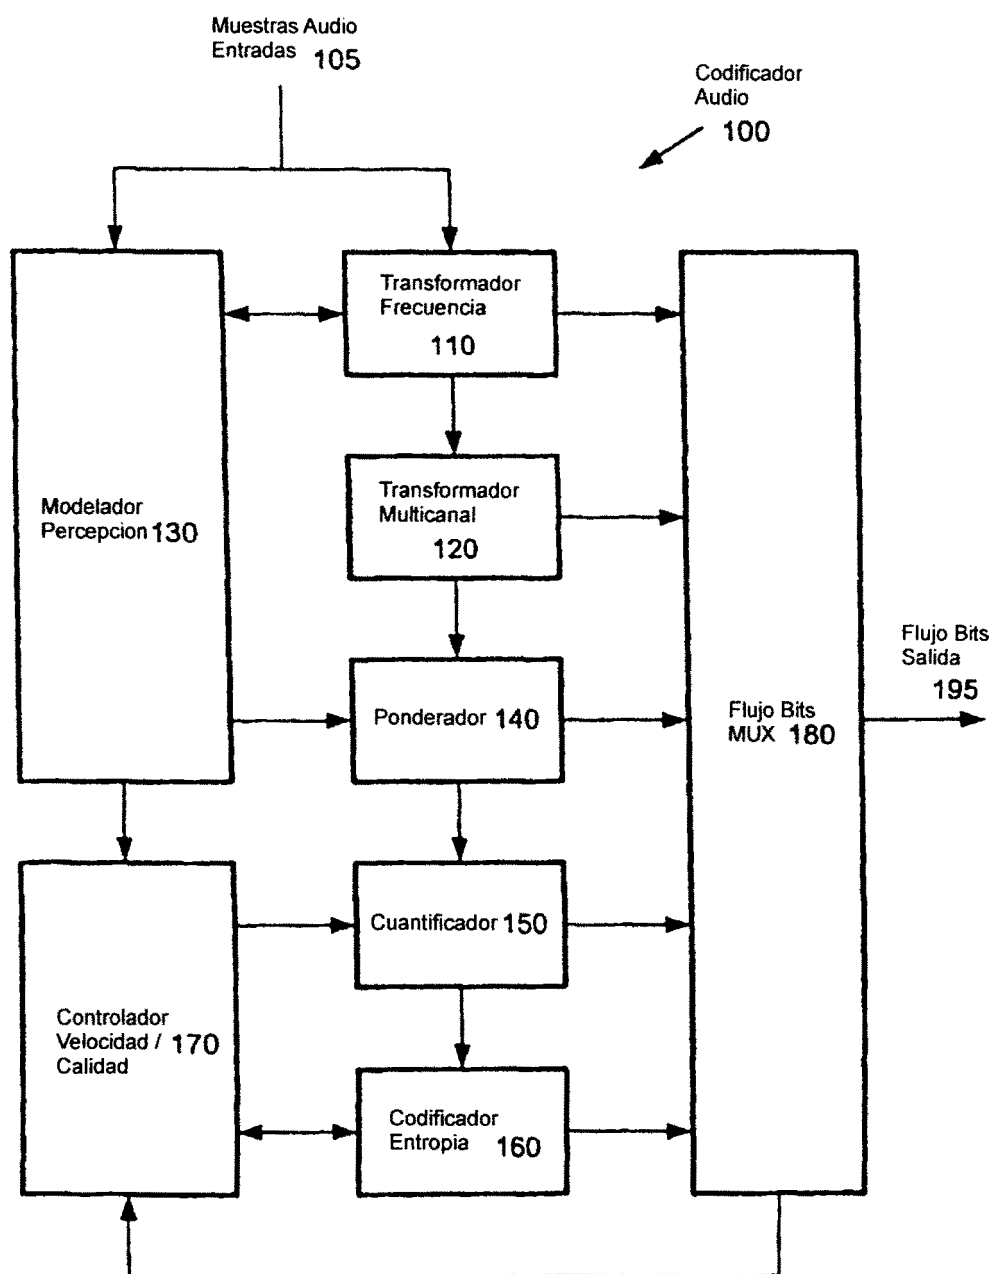 Muestras Audio
Entradas 105
Codificador
Audio
100
Transformador
Frecuencia
110
Transformador
Multicanal
120
Modelador
Percepcion 130
Ponderador 140
Flujo Bits
MUX 180
Flujo Bits
Salida
195
Cuantificador 150
Controlador
Velocidad / 170
Calidad
Codificador
Entropia 160